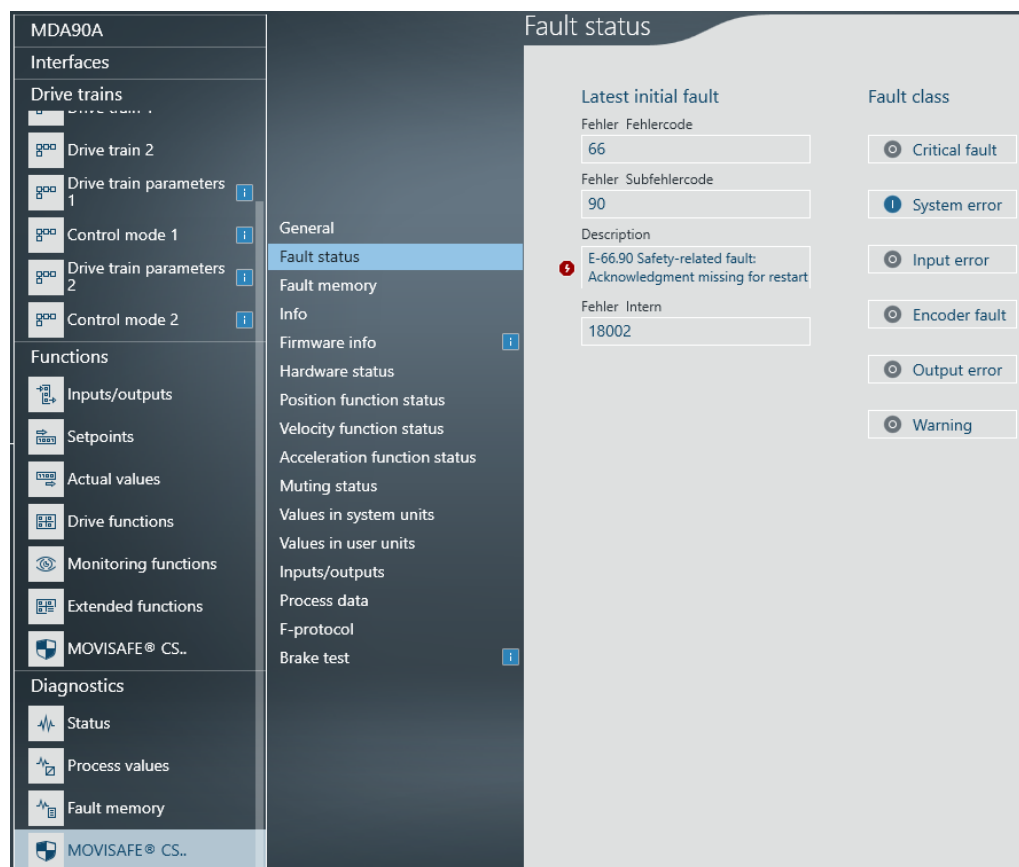 MDA90A
Interfaces
Drive trains
Drive train 1
Drive train 2
Drive train parameters
1
Control mode 1
Drive train parameters
2
Control mode 2
Functions
Inputs/outputs
Setpoints
Actual values
Drive functions
Monitoring functions
Extended functions
MOVISAFE® CS..
Diagnostics
Status
Process values
Fault memory
MOVISAFE® CS..
General
Fault status
Fault memory
Info
Firmware info
Hardware status
Position function status
Velocity function status
Acceleration function status
Muting status
Values in system units
Values in user units
Inputs/outputs
Process data
F-protocol
Brake test
Fault status
Latest initial fault
Fehler Fehlercode
66
Fehler Subfehlercode
90
Description
E-66.90 Safety-related fault:
Acknowledgment missing for restart
Fehler Intern
18002
Fault class
Critical fault
System error
Input error
Encoder fault
Output error
Warning